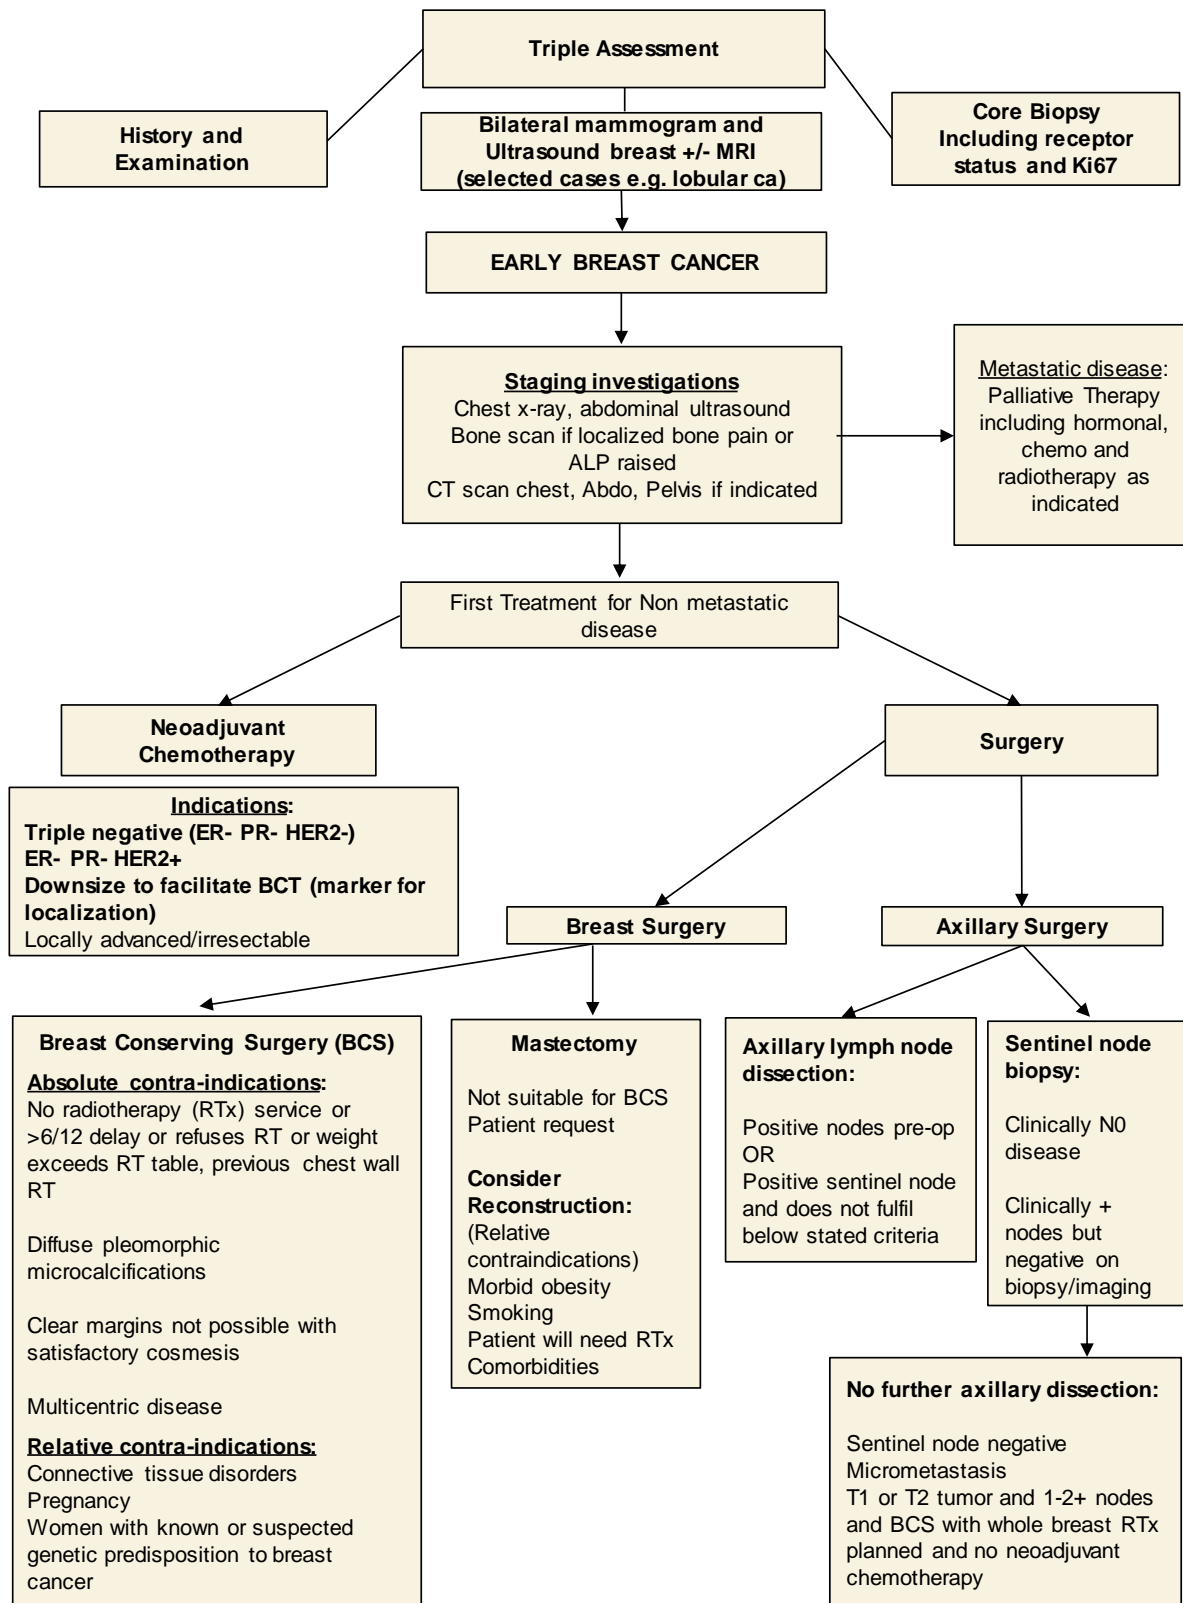 Triple Assessment
History and
Examination
Bilateral mammogram and
Ultrasound breast +/- MRI
(selected cases e.g. lobular ca)
Core Biopsy
Including receptor
status and Ki67
EARLY BREAST CANCER
Staging investigations
Chest x-ray, abdominal ultrasound
Bone scan if localized bone pain or
ALP raised
CT scan chest, Abdo, Pelvis if indicated
Metastatic disease:
Palliative Therapy
including hormonal,
chemo and
radiotherapy as
indicated
First Treatment for Non metastatic
disease
Neoadjuvant
Chemotherapy
Surgery
Indications:
Triple negative (ER- PR- HER2-)
ER- PR- HER2+
Downsize to facilitate BCT (marker for
localization)
Locally advanced/irresectable
Breast Surgery
Axillary Surgery
Breast Conserving Surgery (BCS)
Absolute contra-indications:
No radiotherapy (RTx) service or
>6/12 delay or refuses RT or weight
exceeds RT table, previous chest wall
RT
Diffuse pleomorphic
microcalcifications
Clear margins not possible with
satisfactory cosmesis
Multicentric disease
Relative contra-indications:
Connective tissue disorders
Pregnancy
Women with known or suspected
genetic predisposition to breast
cancer
Mastectomy
Not suitable for BCS
Patient request
Consider
Reconstruction:
(Relative
contraindications)
Morbid obesity
Smoking
Patient will need RTx
Comorbidities
Axillary lymph node
dissection:
Positive nodes pre-op
OR
Positive sentinel node
and does not fulfil
below stated criteria
Sentinel node
biopsy:
Clinically N0
disease
Clinically +
nodes but
negative on
biopsy/imaging
No further axillary dissection:
Sentinel node negative
Micrometastasis
T1 or T2 tumor and 1-2+ nodes
and BCS with whole breast RTx
planned and no neoadjuvant
chemotherapy